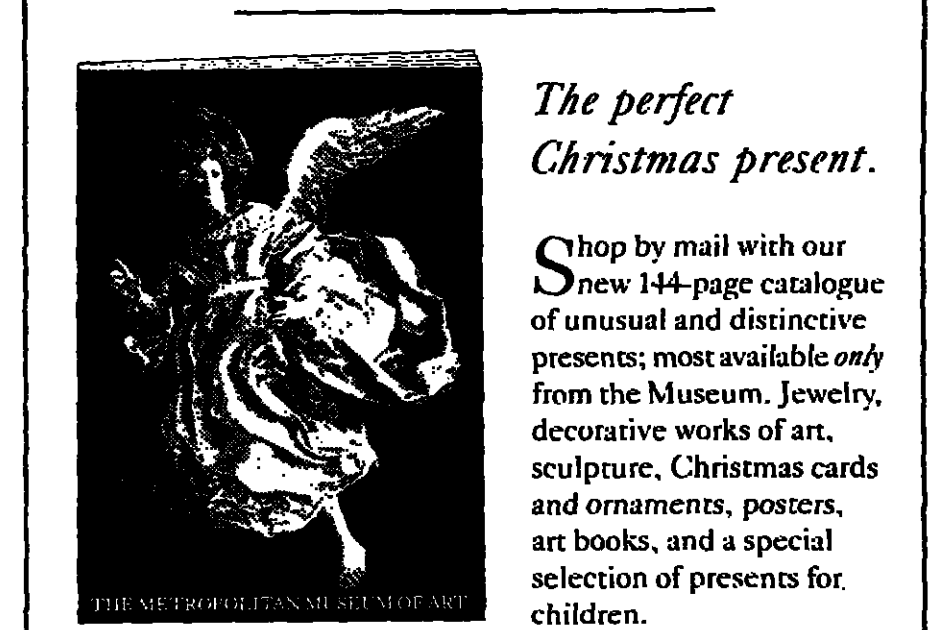 The perfect
Christmas present.
Shop by mail with our
new 144-page catalogue
of unusual and distinctive
presents; most available only
from the Museum. Jewelry,
decorative works of art,
sculpture, Christmas cards
and ornaments, posters,
art books, and a special
selection of presents for
children.
THE METROPOLITAN MUSEUM OF ART